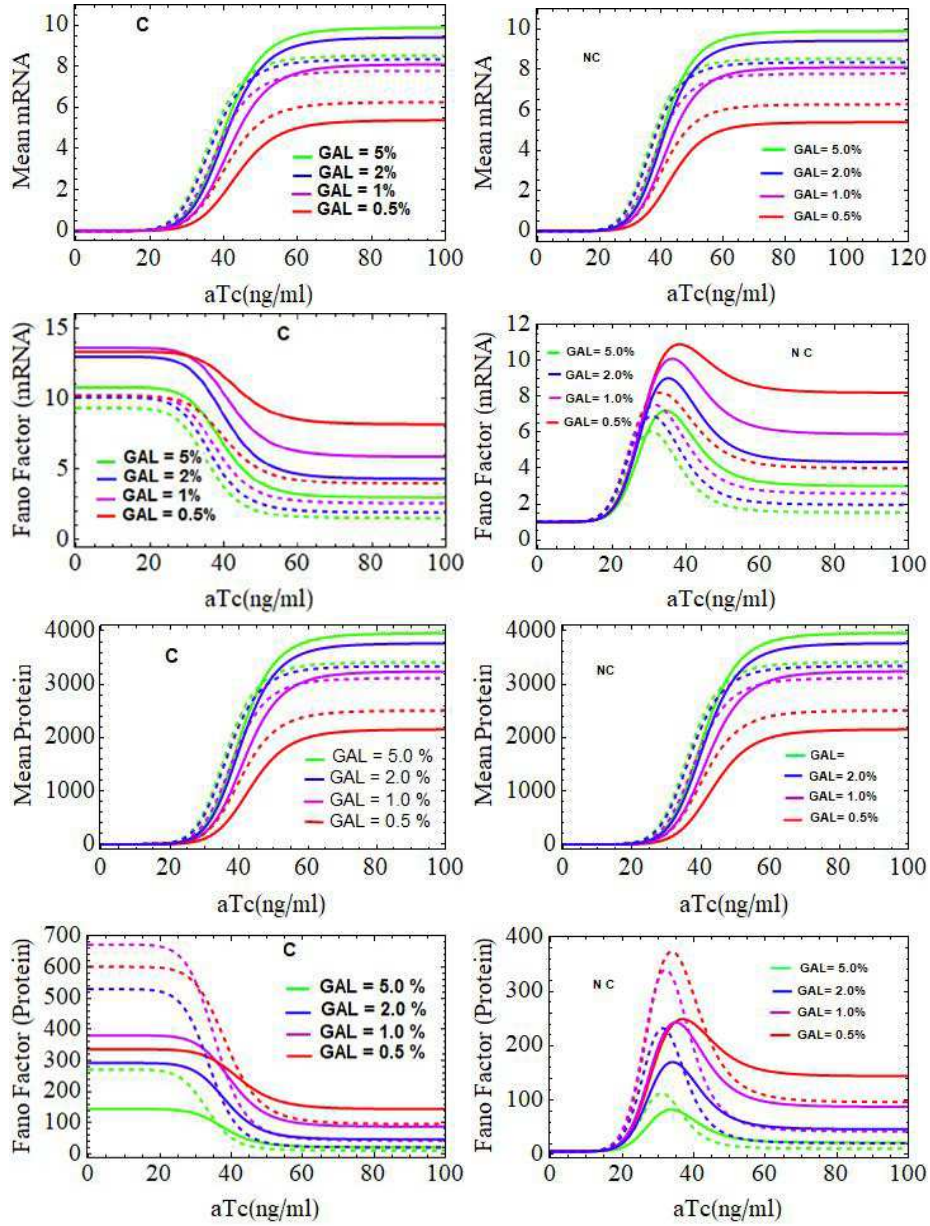 C
Mean mRNA
10
8
6
4
2
0
GAL = 5%
GAL = 2%
GAL = 1%
GAL = 0.5%
0 20 40 60 80 100
aTc(ng/ml)
NC
Mean mRNA
10
8
6
4
2
0
GAL= 5.0%
GAL= 2.0%
GAL= 1.0%
GAL= 0.5%
0 20 40 60 80 100 120
aTc(ng/ml)
C
Fano Factor (mRNA)
15
10
5
0
GAL = 5%
GAL = 2%
GAL = 1%
GAL = 0.5%
0 20 40 60 80 100
aTc(ng/ml)
N C
Fano Factor (mRNA)
12
10
8
6
4
2
0
GAL= 5.0%
GAL= 2.0%
GAL= 1.0%
GAL= 0.5%
0 20 40 60 80 100
aTc(ng/ml)
C
Mean Protein
4000
3000
2000
1000
0
GAL = 5.0 %
GAL = 2.0 %
GAL = 1.0 %
GAL = 0.5 %
0 20 40 60 80 100
aTc(ng/ml)
NC
Mean Protein
4000
3000
2000
1000
0
GAL=
GAL= 2.0%
GAL= 1.0%
GAL= 0.5%
0 20 40 60 80 100
aTc(ng/ml)
C
Fano Factor (Protein)
700
600
500
400
300
200
100
0
GAL = 5.0 %
GAL = 2.0 %
GAL = 1.0 %
GAL = 0.5 %
0 20 40 60 80 100
aTc(ng/ml)
N C
Fano Factor (Protein)
400
300
200
100
0
GAL= 5.0%
GAL= 2.0%
GAL= 1.0%
GAL= 0.5%
0 20 40 60 80 100
aTc(ng/ml)